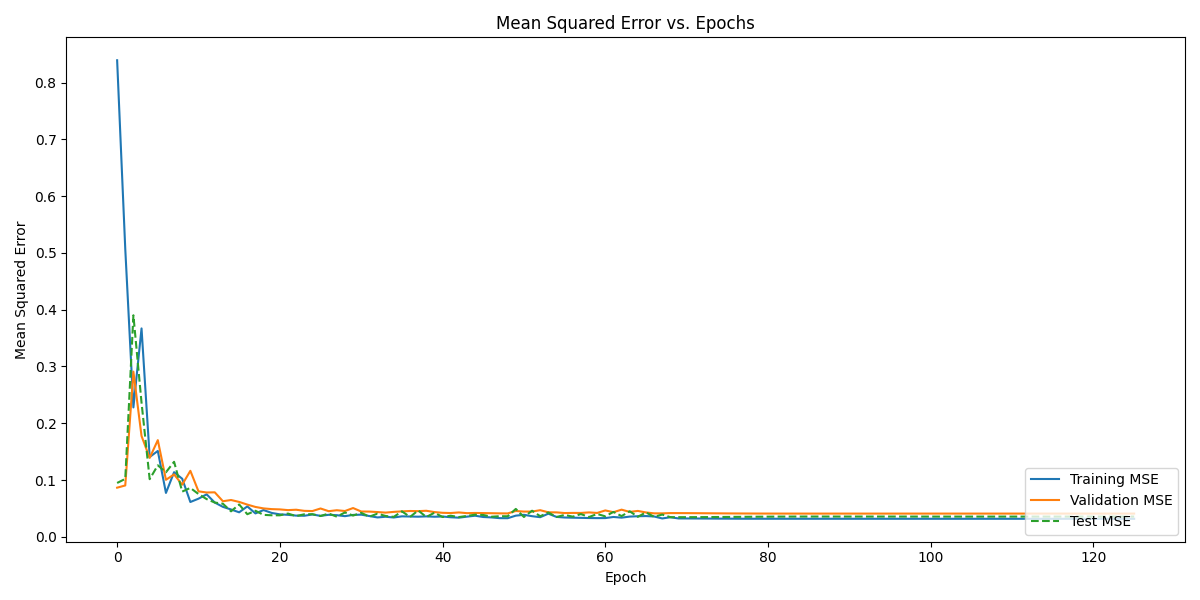 Mean Squared Error vs. Epochs
Mean Squared Error
0.8
0.7
0.6
0.5
0.4
0.3
0.2
0.1
0.0
Training MSE
Validation MSE
Test MSE
0 20 40 60 80 100 120
Epoch